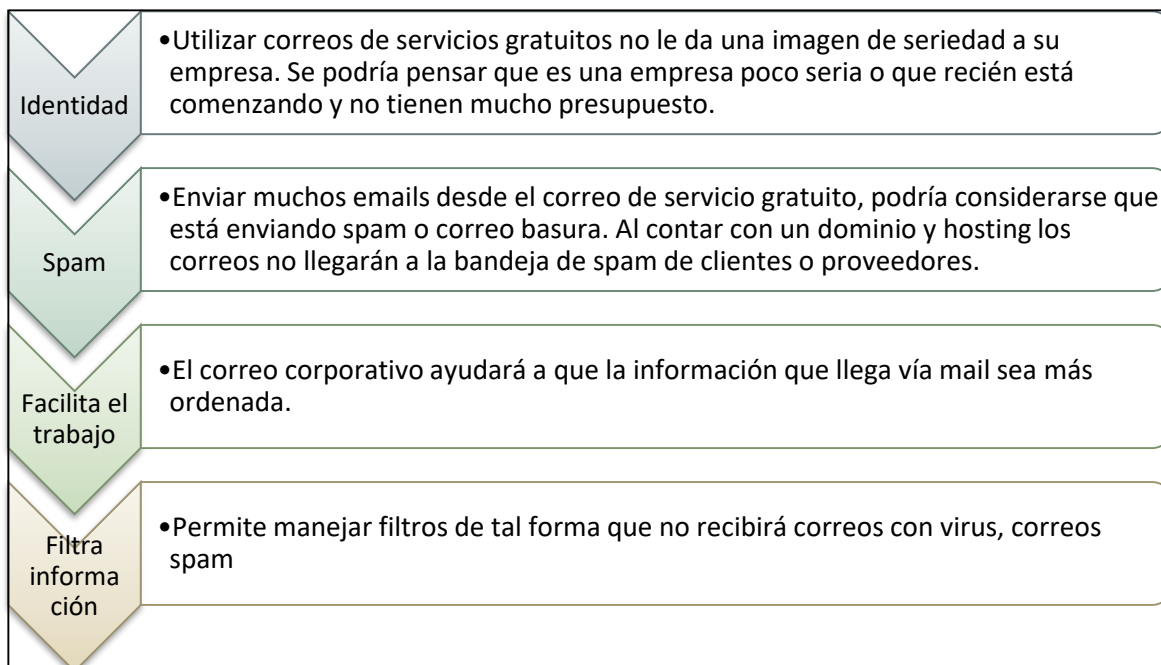 Identidad
•Utilizar correos de servicios gratuitos no le da una imagen de seriedad a su
empresa. Se podría pensar que es una empresa poco seria o que recién está
comenzando y no tienen mucho presupuesto.
Spam
•Enviar muchos emails desde el correo de servicio gratuito, podría considerarse que
está enviando spam o correo basura. Al contar con un dominio y hosting los
correos no llegarán a la bandeja de spam de clientes o proveedores.
Facilita el
trabajo
•El correo corporativo ayudará a que la información que llega vía mail sea más
ordenada.
Filtra
informa
ción
•Permite manejar filtros de tal forma que no recibirá correos con virus, correos
spam